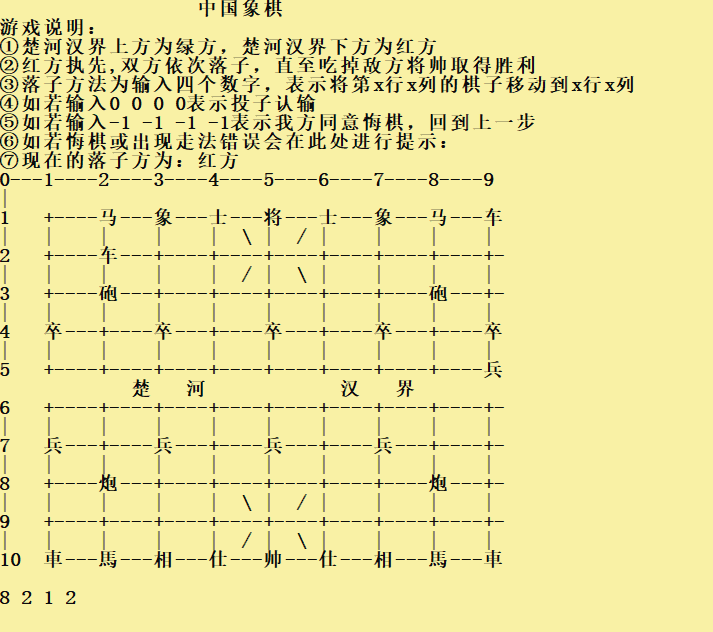 中国象棋
游戏说明：
①楚河汉界上方为绿方，楚河汉界下方为红方
②红方执先,双方依次落子，直至吃掉敌方将帅取得胜利
③落子方法为输入四个数字，表示将第x行x列的棋子移动到x行x列
④如若输入0 0 0 0表示投子认输
⑤如若输入-1 -1 -1 -1表示我方同意悔棋，回到上一步
⑥如若悔棋或出现走法错误会在此处进行提示：
⑦现在的落子方为：红方
0---1----2----3----4----5----6----7----8----9
|
1   +----马---象---士---将---士---象---马---车
|   |    |    |    |  \ |  / |    |    |    |
2   +----车---+----+----+----+----+----+----+-
|   |    |    |    |  / |  \ |    |    |    |
3   +----砲---+----+----+----+----+----砲---+-
|   |    |    |    |    |    |    |    |    |
4   卒---+----卒---+----卒---+----卒---+----卒
|   |    |    |    |    |    |    |    |    |
5   +----+----+----+----+----+----+----+----兵
楚  河            汉  界
6   +----+----+----+----+----+----+----+----+-
|   |    |    |    |    |    |    |    |    |
7   兵---+----兵---+----兵---+----兵---+----+-
|   |    |    |    |    |    |    |    |    |
8   +----炮---+----+----+----+----+----炮---+-
|   |    |    |    |  \ |  / |    |    |    |
9   +----+----+----+----+----+----+----+----+-
|   |    |    |    |  / |  \ |    |    |    |
10  車---馬---相---仕---帅---仕---相---馬---車
8 2 1 2